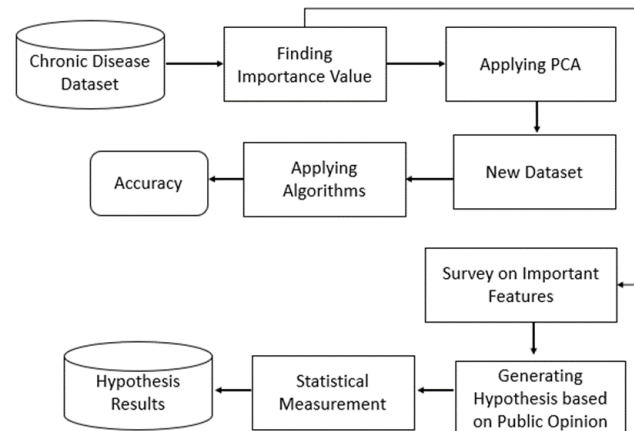 Chronic Disease
Dataset
Finding
Importance Value
Applying PCA
Accuracy
Applying
Algorithms
New Dataset
Survey on Important
Features
Hypothesis
Results
Statistical
Measurement
Generating
Hypothesis based
on Public Opinion